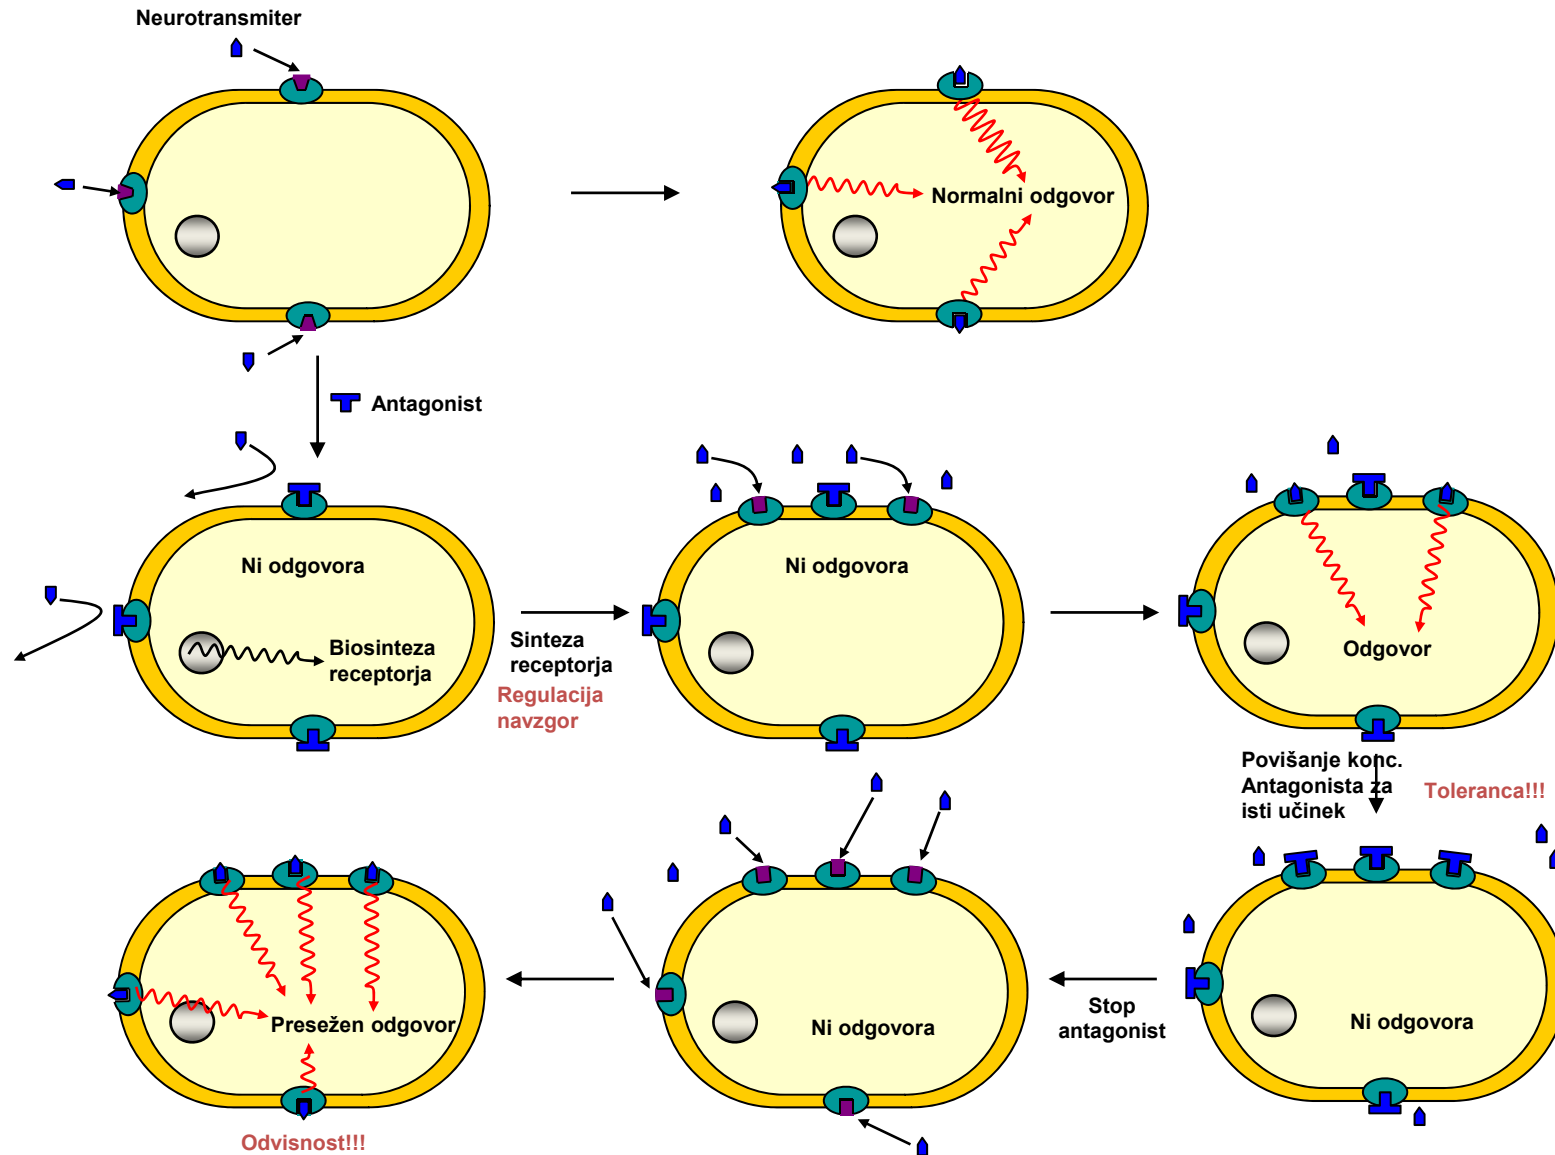 Neurotransmiter
Normalni odgovor
Antagonist
Ni odgovora
Biosinteza
receptorja
Sinteza
receptorja
Regulacija
navzgor
Ni odgovora
Odgovor
Povišanje konc.
Antagonista za
isti učinek
Toleranca!!!
Ni odgovora
Stop
antagonist
Ni odgovora
Presežen odgovor
Odvisnost!!!